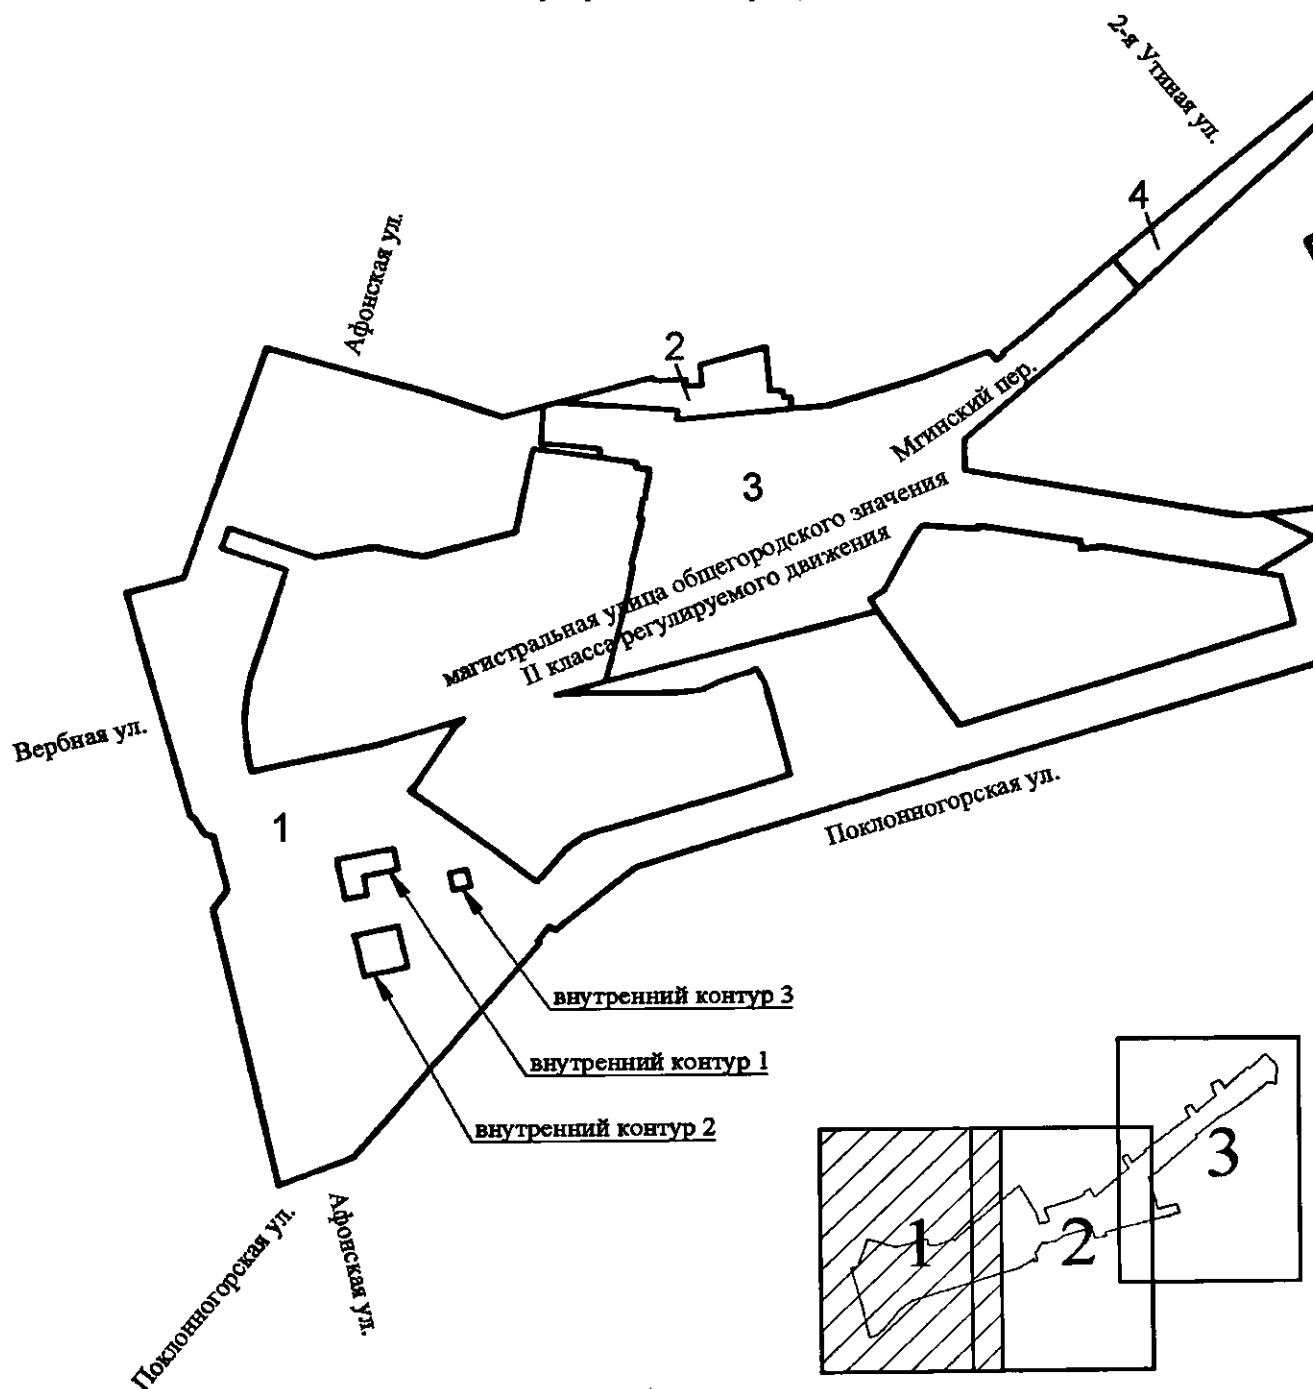 2-я Утиная ул.
4
Афонская ул.
2
Мгинский пер.
3
магистральная улица общегородского значения
II класса регулируемого движения
Вербная ул.
Поклонногорская ул.
1
внутренний контур 3
внутренний контур 1
внутренний контур 2
Поклонногорская ул.
Афонская ул.
1
2
3